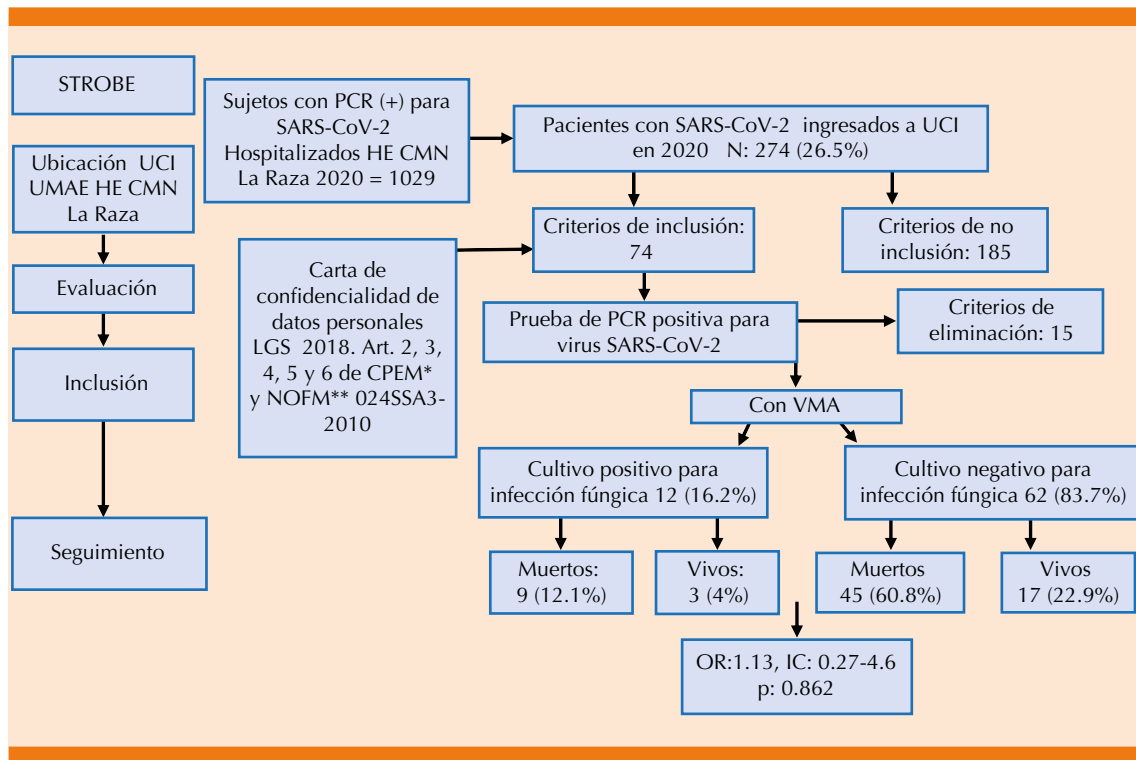 STROBE
Ubicación UCI
UMAE HE CMN
La Raza
Evaluación
Inclusión
Seguimiento
Sujetos con PCR (+) para
SARS-CoV-2
Hospitalizados HE CMN
La Raza 2020 = 1029
Pacientes con SARS-CoV-2 ingresados a UCI
en 2020 N: 274 (26.5%)
Criterios de inclusión:
74
Criterios de no
inclusión: 185
Carta de
confidencialidad de
datos personales
LGS 2018. Art. 2, 3,
4, 5 y 6 de CPEM*
y NOFM** 024SSA3-
2010
Prueba de PCR positiva para
virus SARS-CoV-2
Criterios de
eliminación: 15
Con VMA
Cultivo positivo para
infección fúngica 12 (16.2%)
Cultivo negativo para
infección fúngica 62 (83.7%)
Muertos:
9 (12.1%)
Vivos:
3 (4%)
Muertos
45 (60.8%)
Vivos
17 (22.9%)
OR:1.13, IC: 0.27-4.6
p: 0.862